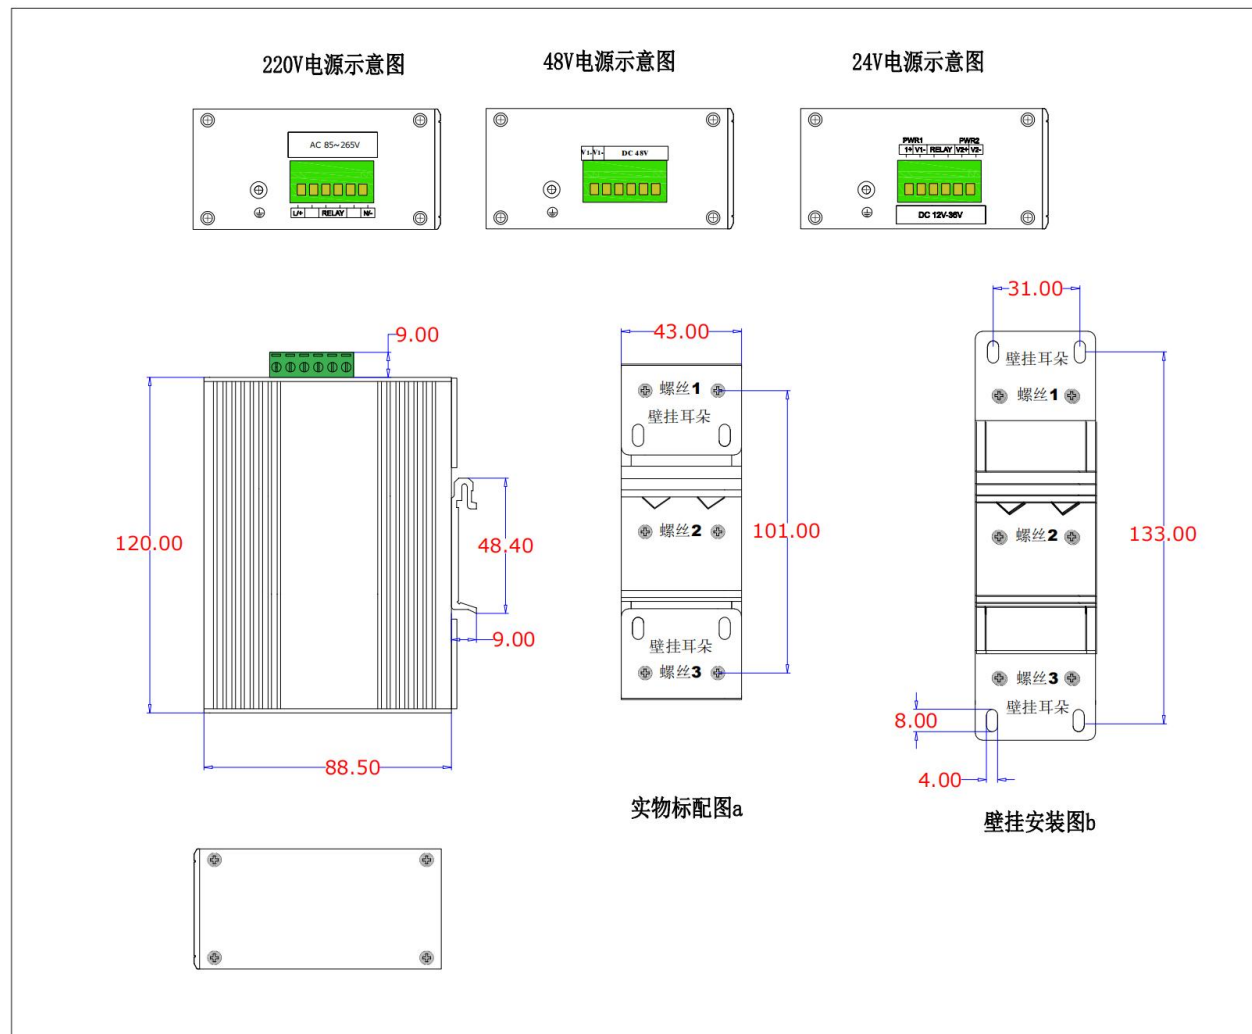 220V电源示意图
48V电源示意图
24V电源示意图
AC 85~265V
L/+ RELAY N/-
V1- V1- DC 48V
PWR1 PWR2
1+ V1- RELAY V2+ V2-
DC 12V-36V
9.00
120.00
48.40
9.00
88.50
43.00
螺丝1
壁挂耳朵
螺丝2
101.00
壁挂耳朵
螺丝3
实物标配图a
31.00
壁挂耳朵
螺丝1
螺丝2
133.00
螺丝3
壁挂耳朵
8.00
4.00
壁挂安装图b